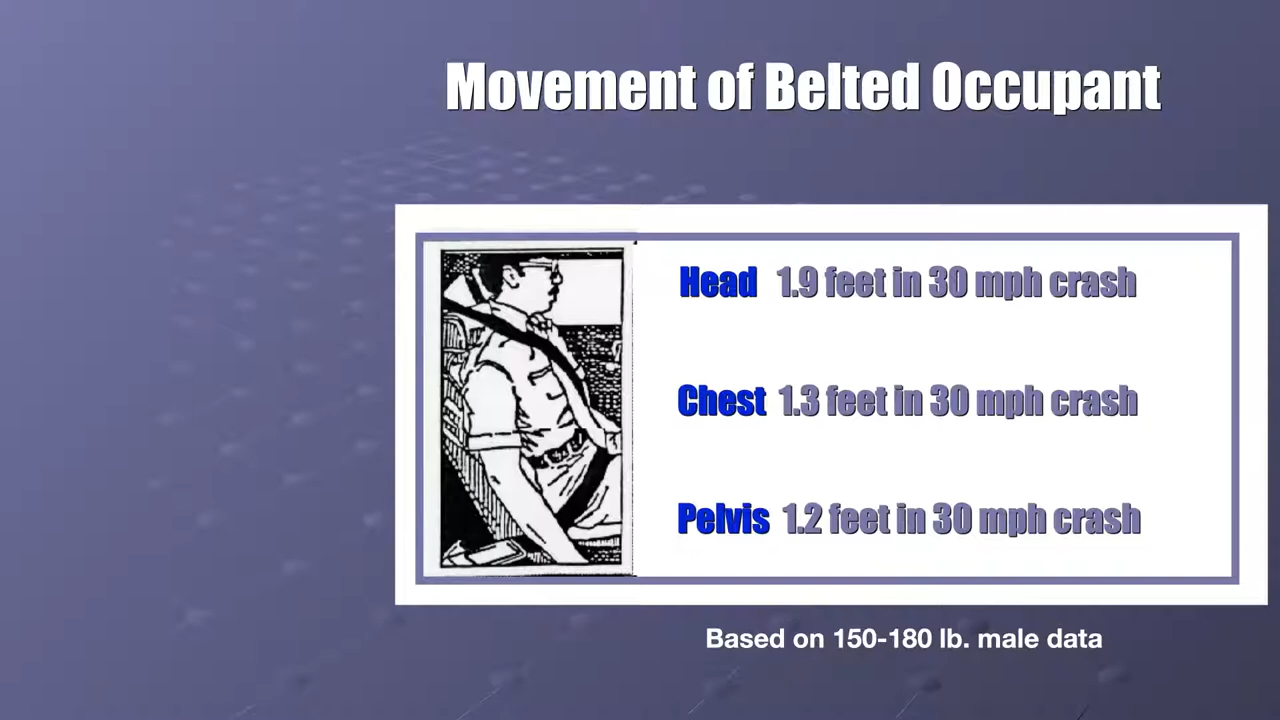 Movement of Belted Occupant
Head 1.9 feet in 30 mph crash
Chest 1.3 feet in 30 mph crash
Pelvis 1.2 feet in 30 mph crash
Based on 150-180 lb. male data